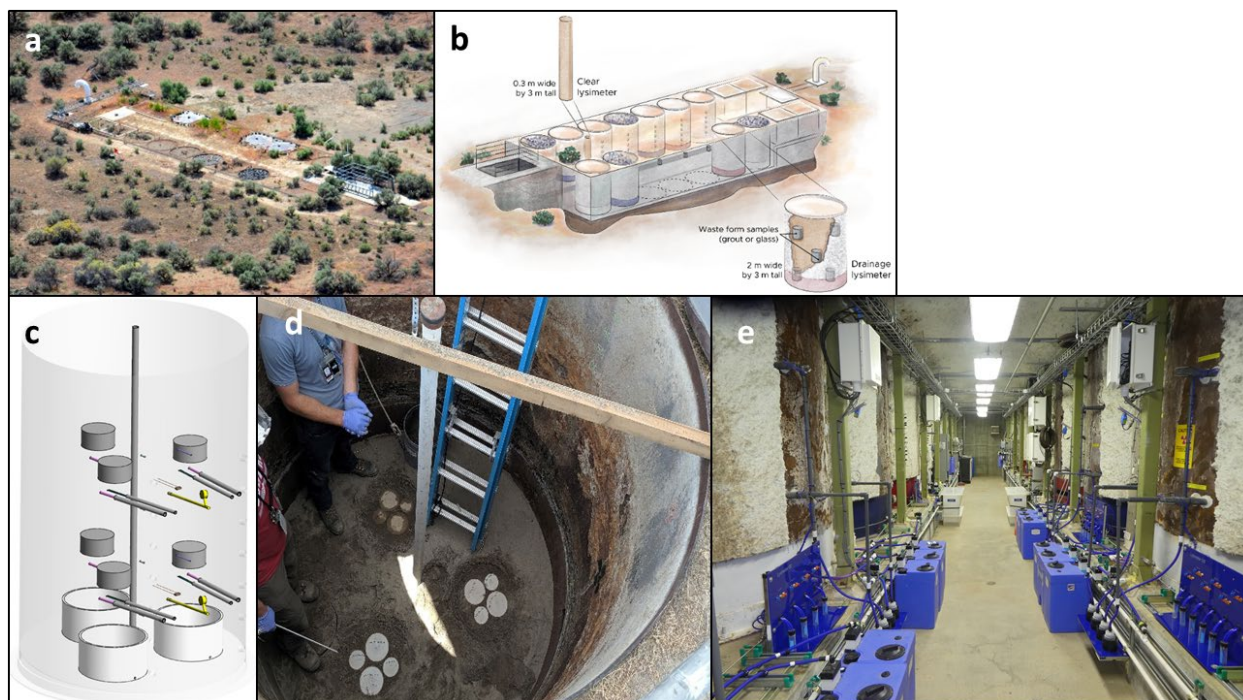 a
b
0.3 m wide
by 3 m tall
Clear
lysimeter
Waste form samples
(grout or glass)
2 m wide
by 3 m tall
Drainage
lysimeter
c
d
e